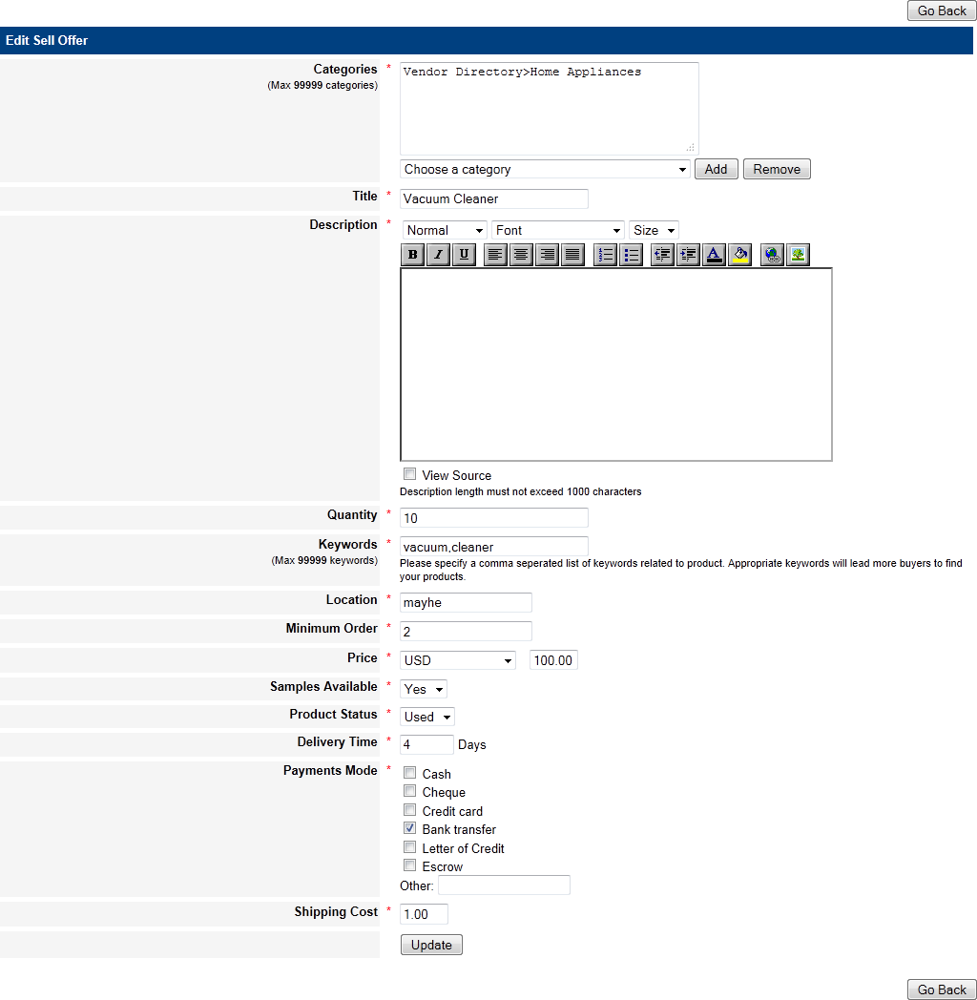 Go Back
Edit Sell Offer
Categories *
(Max 99999 categories)
Vendor Directory>Home Appliances
Choose a category Add Remove
Title * Vacuum Cleaner
Description * Normal Font Size
B I U
View Source
Description length must not exceed 1000 characters
Quantity * 10
Keywords * vacuum,cleaner
(Max 99999 keywords)
Please specify a comma seperated list of keywords related to product. Appropriate keywords will lead more buyers to find
your products.
Location * mayhe
Minimum Order * 2
Price * USD 100.00
Samples Available * Yes
Product Status * Used
Delivery Time * 4 Days
Payments Mode * Cash
Cheque
Credit card
Bank transfer
Letter of Credit
Escrow
Other:
Shipping Cost * 1.00
Update
Go Back